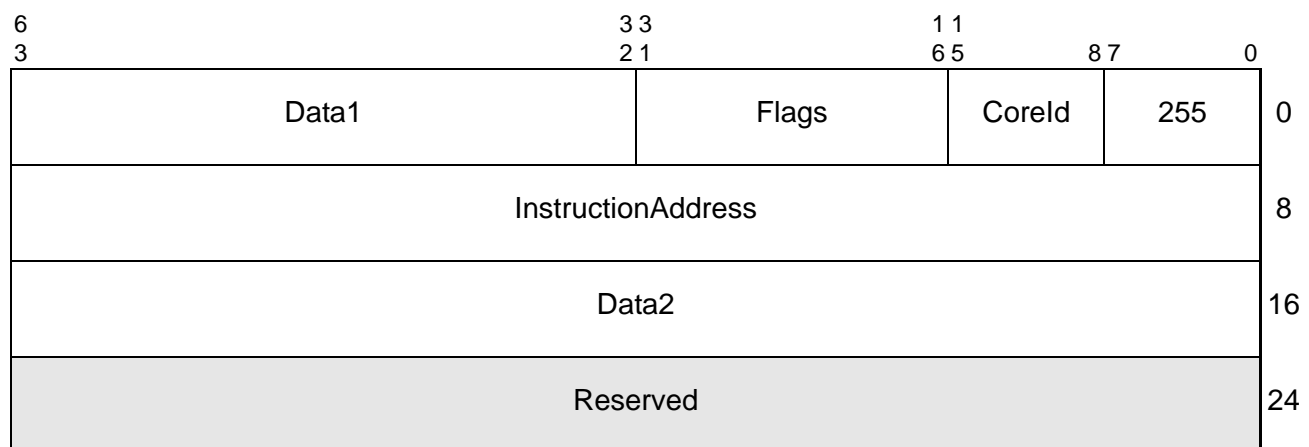 6 3 3 1 1
3 2 1 6 5 8 7 0
Data1 Flags CoreId 255 0
InstructionAddress 8
Data2 16
Reserved 24